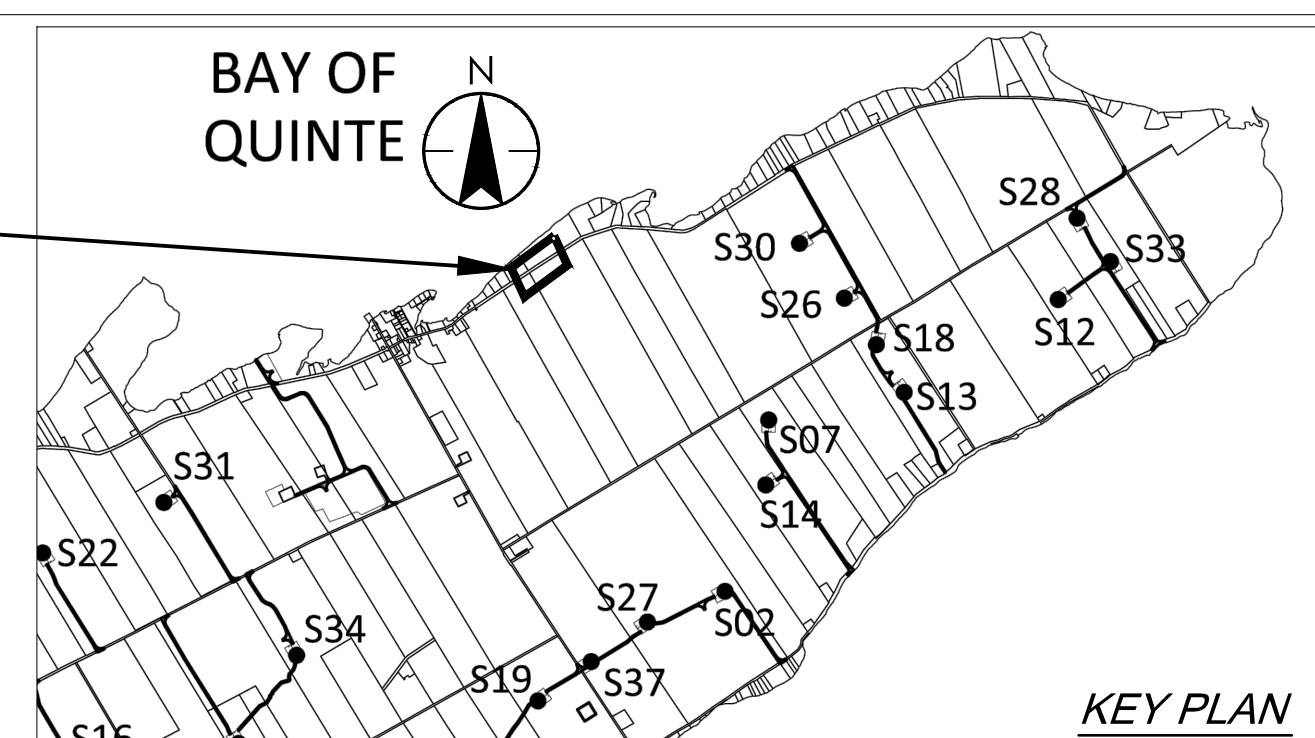 BAY OF
QUINTE
N
S28
S30
S33
S26
S12
S18
S13
S07
S31
S14
S22
S27
S02
S34
S19
S37
S16
KEY PLAN